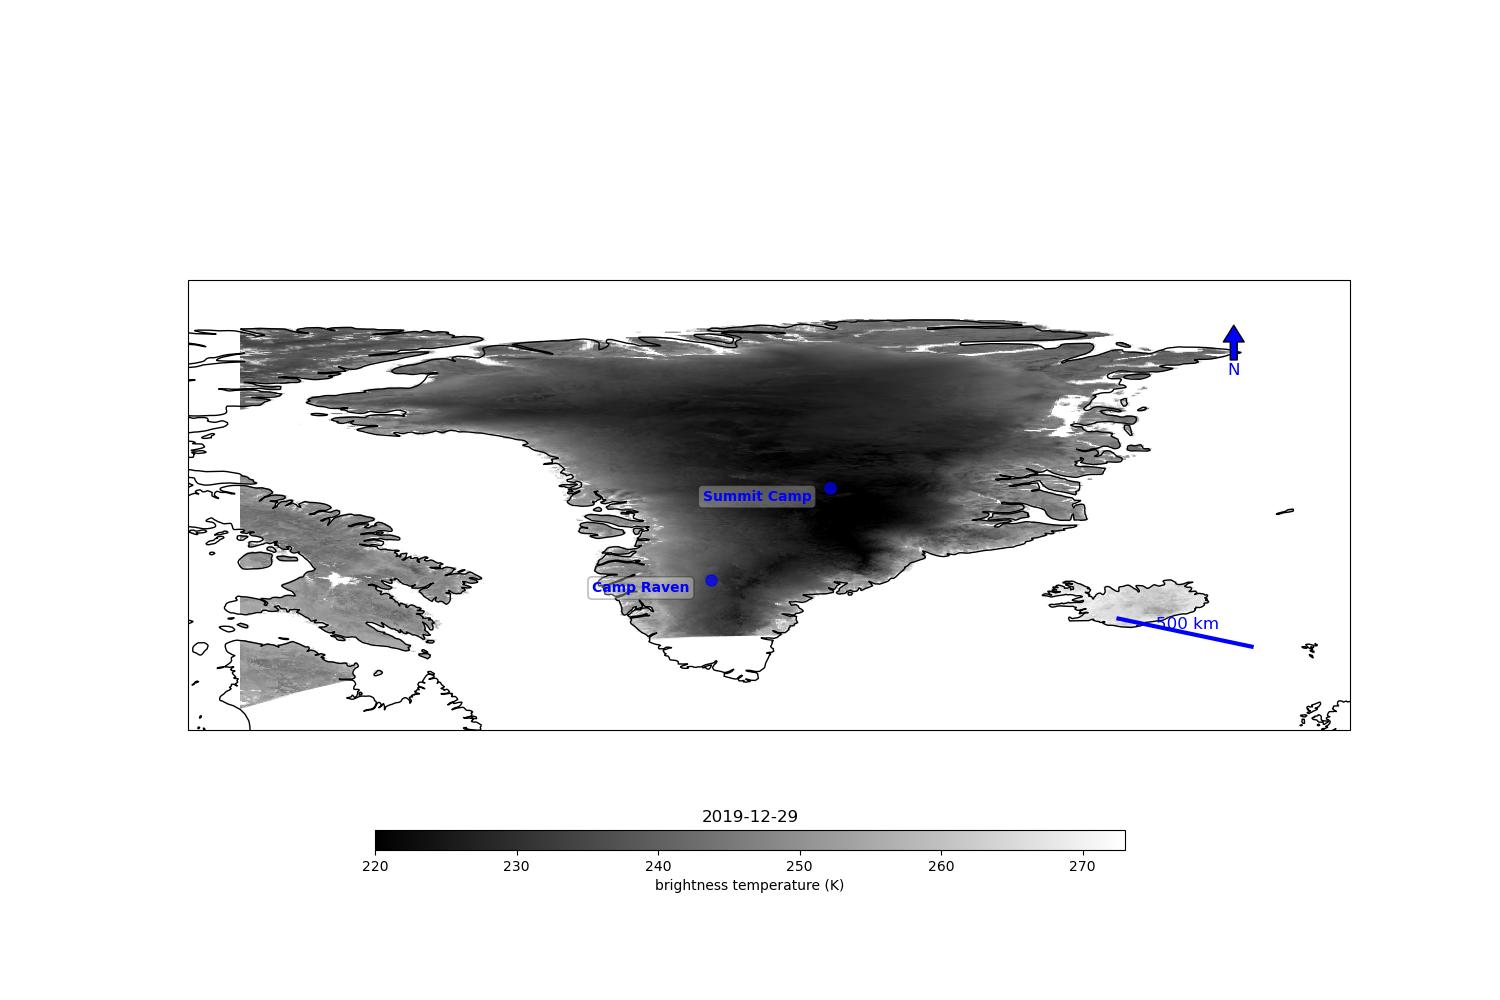 N
Summit Camp
Camp Raven
500 km
2019-12-29
220 230 240 250 260 270
brightness temperature (K)